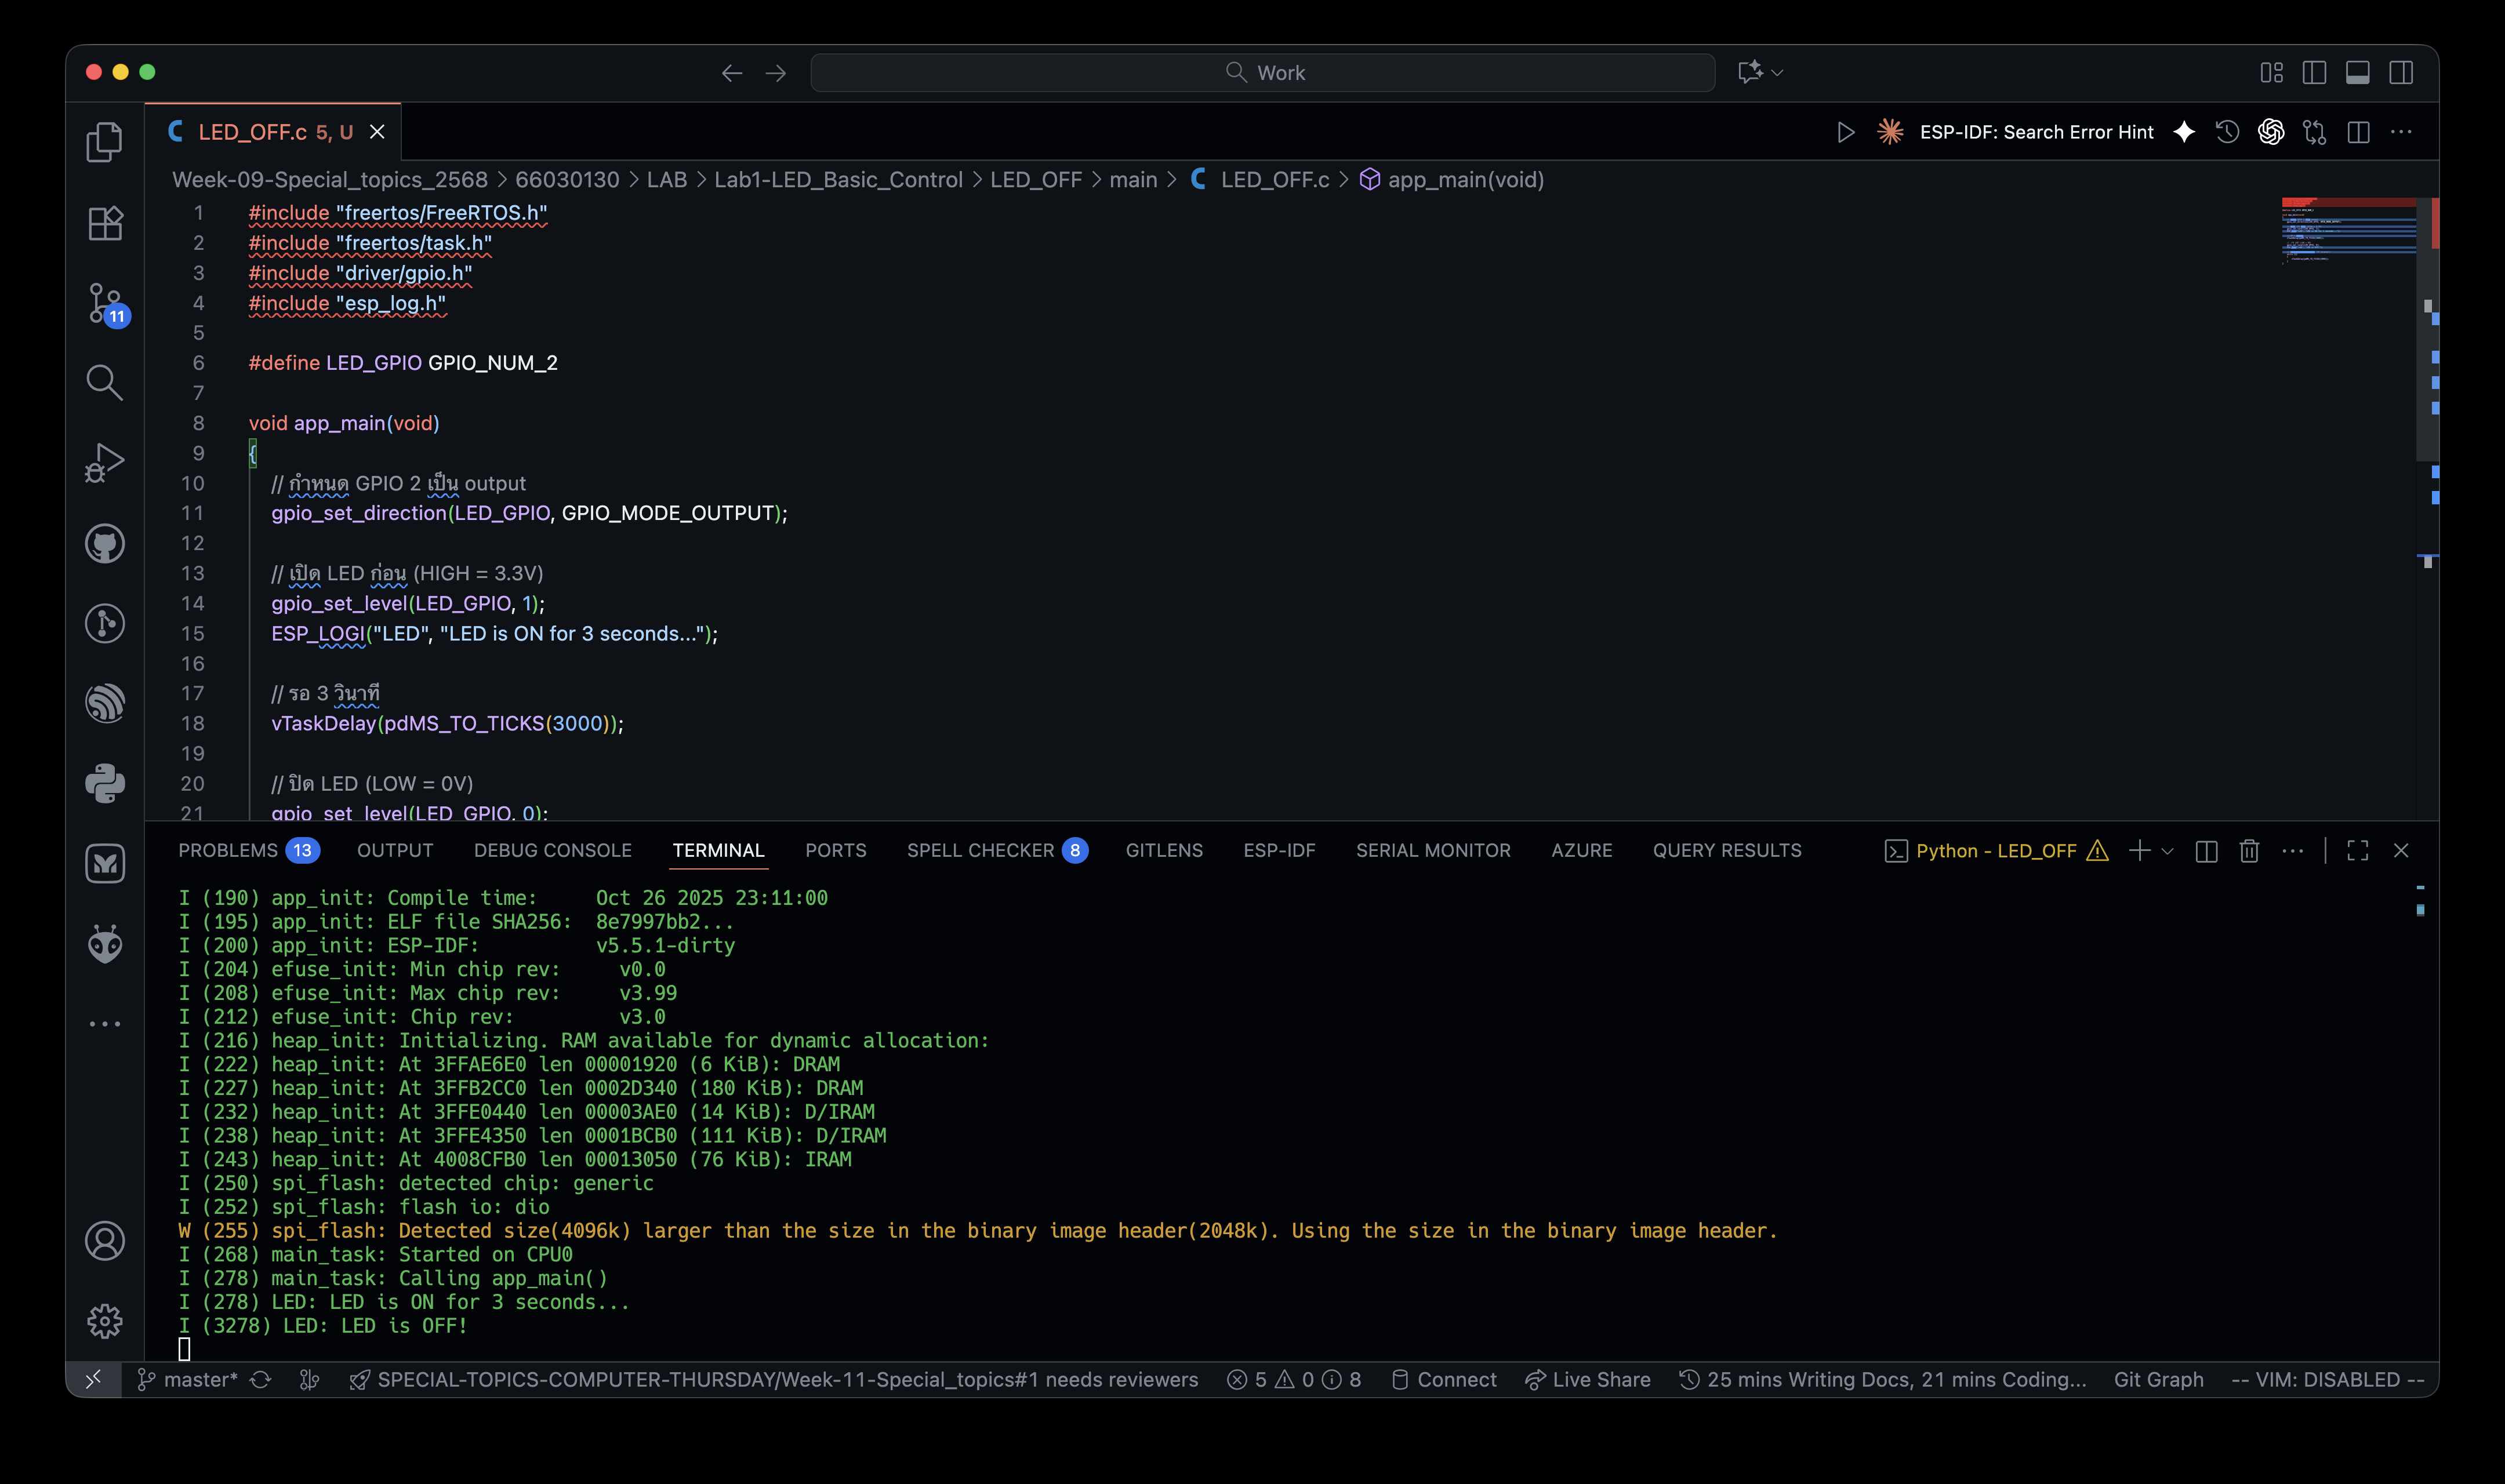 Work
LED_OFF.c 5, U
ESP-IDF: Search Error Hint
Week-09-Special_topics_2568 > 66030130 > LAB > Lab1-LED_Basic_Control > LED_OFF > main > C LED_OFF.c > app_main(void)
11
1 #include "freertos/FreeRTOS.h"
2 #include "freertos/task.h"
3 #include "driver/gpio.h"
4 #include "esp_log.h"
5
6 #define LED_GPIO GPIO_NUM_2
7
8 void app_main(void)
9 {
10 // กำหนด GPIO 2 เป็น output
11 gpio_set_direction(LED_GPIO, GPIO_MODE_OUTPUT);
12
13 // เปิด LED ก่อน (HIGH = 3.3V)
14 gpio_set_level(LED_GPIO, 1);
15 ESP_LOGI("LED", "LED is ON for 3 seconds...");
16
17 // รอ 3 วินาที
18 vTaskDelay(pdMS_TO_TICKS(3000));
19
20 // ปิด LED (LOW = 0V)
21 gpio_set_level(LED_GPIO, 0);
PROBLEMS 13 OUTPUT DEBUG CONSOLE TERMINAL PORTS SPELL CHECKER 8 GITLENS ESP-IDF SERIAL MONITOR AZURE QUERY RESULTS Python - LED_OFF
I (190) app_init: Compile time:     Oct 26 2025 23:11:00
I (195) app_init: ELF file SHA256:  8e7997bb2...
I (200) app_init: ESP-IDF:          v5.5.1-dirty
I (204) efuse_init: Min chip rev:     v0.0
I (208) efuse_init: Max chip rev:     v3.99
I (212) efuse_init: Chip rev:         v3.0
I (216) heap_init: Initializing. RAM available for dynamic allocation:
I (222) heap_init: At 3FFAE6E0 len 00001920 (6 KiB): DRAM
I (227) heap_init: At 3FFB2CC0 len 0002D340 (180 KiB): DRAM
I (232) heap_init: At 3FFE0440 len 00003AE0 (14 KiB): D/IRAM
I (238) heap_init: At 3FFE4350 len 0001BCB0 (111 KiB): D/IRAM
I (243) heap_init: At 4008CFB0 len 00013050 (76 KiB): IRAM
I (250) spi_flash: detected chip: generic
I (252) spi_flash: flash io: dio
W (255) spi_flash: Detected size(4096k) larger than the size in the binary image header(2048k). Using the size in the binary image header.
I (268) main_task: Started on CPU0
I (278) main_task: Calling app_main()
I (278) LED: LED is ON for 3 seconds...
I (3278) LED: LED is OFF!
master* SPECIAL-TOPICS-COMPUTER-THURSDAY/Week-11-Special_topics#1 needs reviewers 5 0 8 Connect Live Share 25 mins Writing Docs, 21 mins Coding... Git Graph -- VIM: DISABLED --